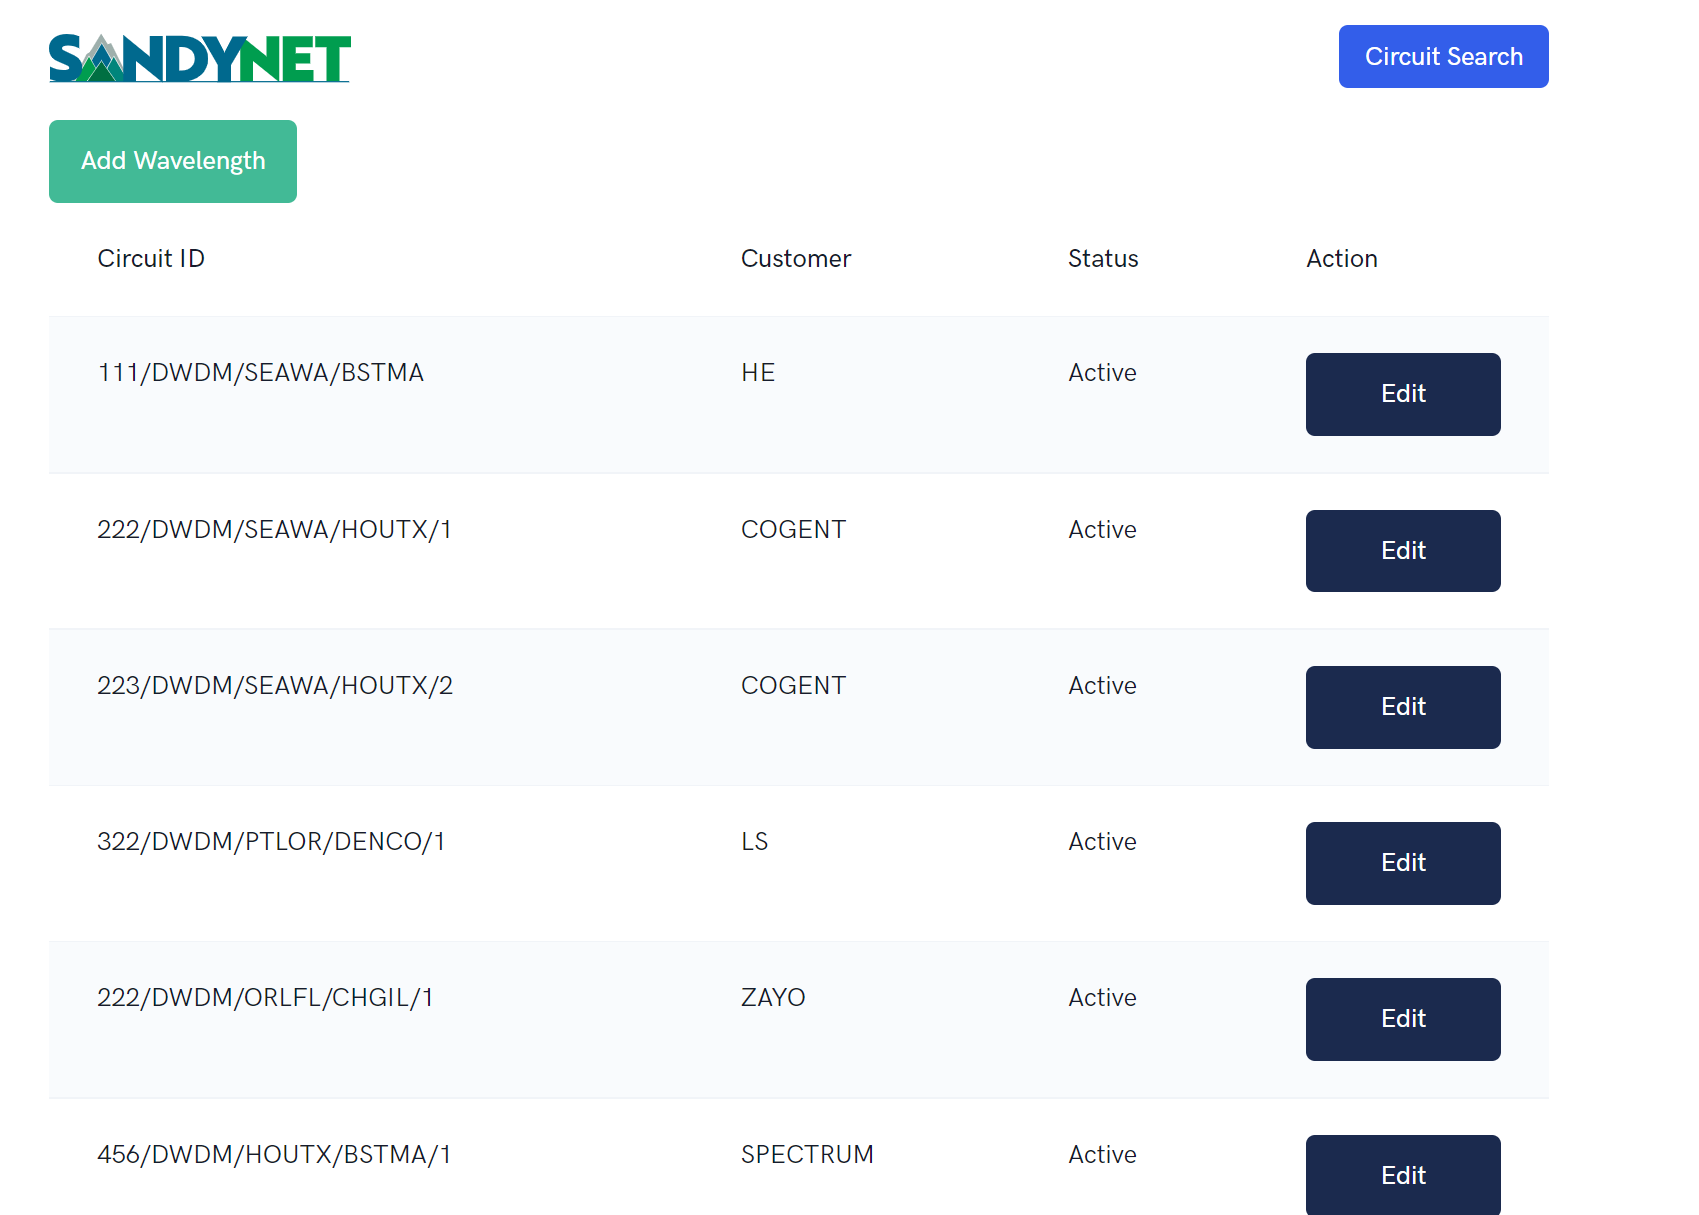 SANDYNET
Circuit Search
Add Wavelength
Circuit ID Customer Status Action
111/DWDM/SEAWA/BSTMA HE Active Edit
222/DWDM/SEAWA/HOUTX/1 COGENT Active Edit
223/DWDM/SEAWA/HOUTX/2 COGENT Active Edit
322/DWDM/PTLOR/DENCO/1 LS Active Edit
222/DWDM/ORLFL/CHGIL/1 ZAYO Active Edit
456/DWDM/HOUTX/BSTMA/1 SPECTRUM Active Edit